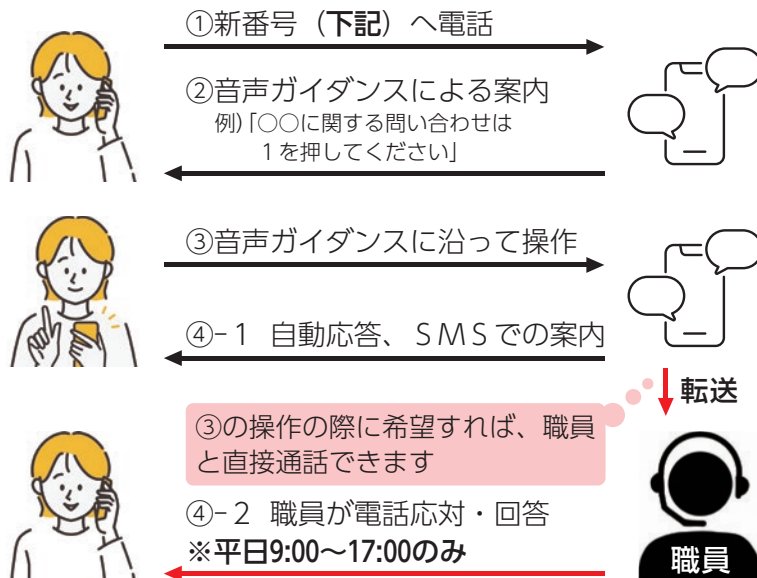 ①新番号（下記）へ電話
②音声ガイダンスによる案内
例)「○○に関する問い合わせは
1を押してください」
③音声ガイダンスに沿って操作
④-1 自動応答、ＳＭＳでの案内
転送
③の操作の際に希望すれば、職員
と直接通話できます
④-2 職員が電話応対・回答
※平日9:00～17:00のみ
職員